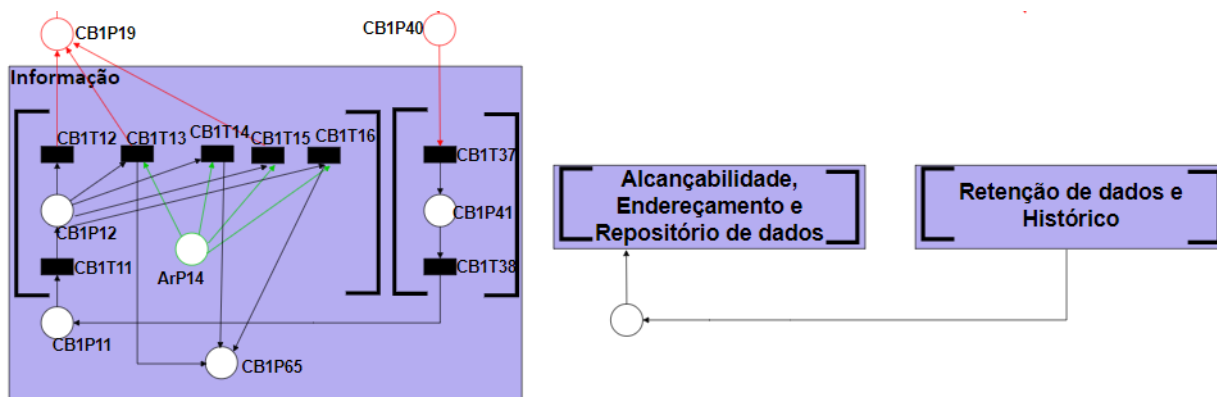 CB1P19
CB1P40
Informação
CB1T12
CB1T13
CB1T14
CB1T15
CB1T16
CB1T37
CB1P12
CB1P41
ArP14
CB1T11
CB1T38
CB1P11
CB1P65
Alcançabilidade,
Endereçamento e
Repositório de dados
Retenção de dados e
Histórico